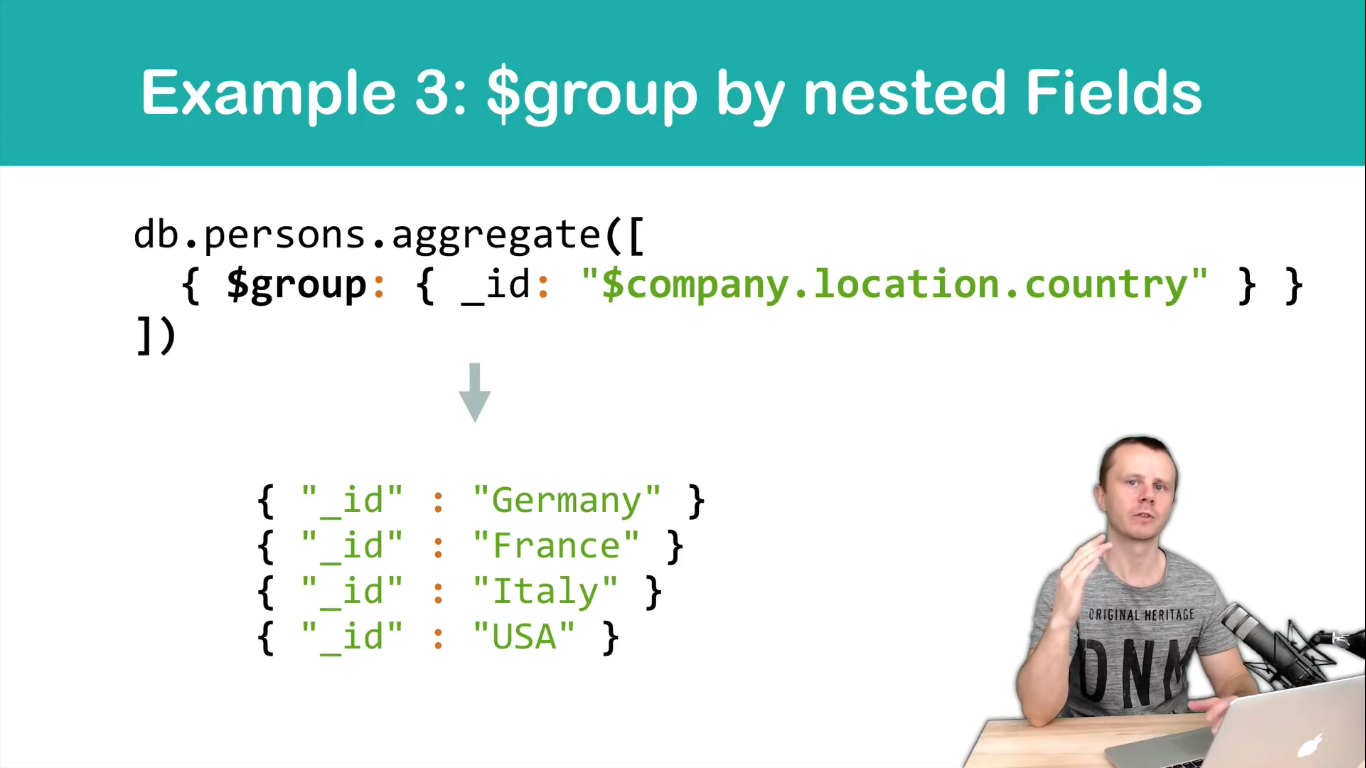 Example 3: $group by nested Fields
db.persons.aggregate([
{ $group: { _id: "$company.location.country" } }
])
{ "_id" : "Germany" }
{ "_id" : "France" }
{ "_id" : "Italy" }
{ "_id" : "USA" }
ORIGINAL HERITAGE
DNM